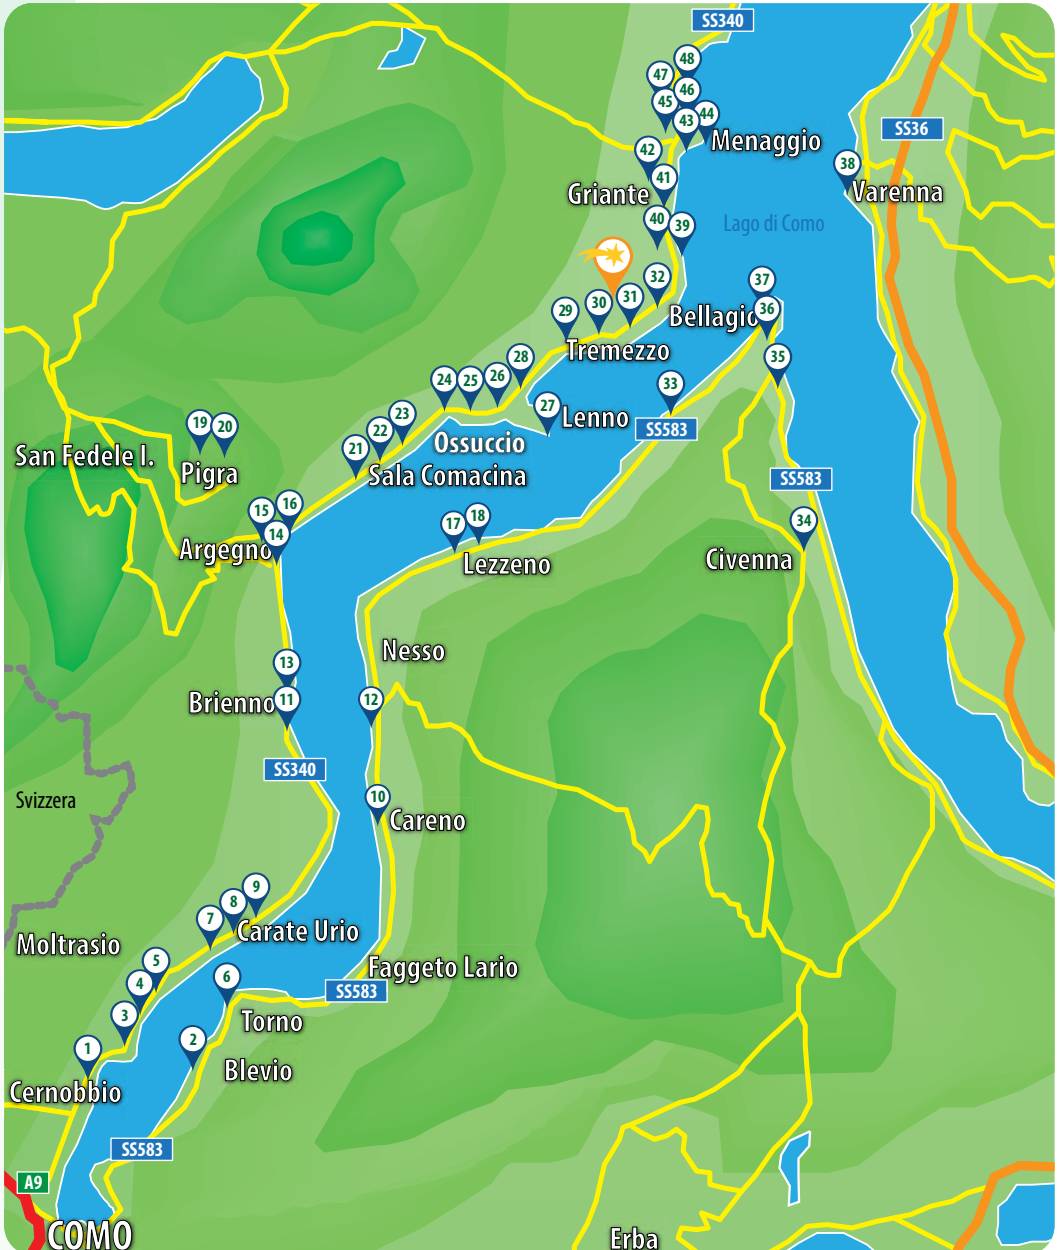 SS340
48
47
46
45
44
43
Menaggio
SS36
42
38
41
Varenna
Griante
40
39
Lago di Como
32
37
31
30
29
36
Bellagio
Tremezzo
28
35
24
25
26
33
23
27
Lenno
19
20
22
SS583
Ossuccio
21
San Fedele I.
Pigra
Sala Comacina
SS583
16
15
17
18
34
14
Argegno
Lezzeno
Civenna
Nesso
13
Brienno
11
12
SS340
Svizzera
10
Careno
9
8
7
Carate Urio
Moltrasio
5
Faggeto Lario
4
6
SS583
3
Torno
2
1
Blevio
Cernobbio
SS583
A9
COMO
Erba